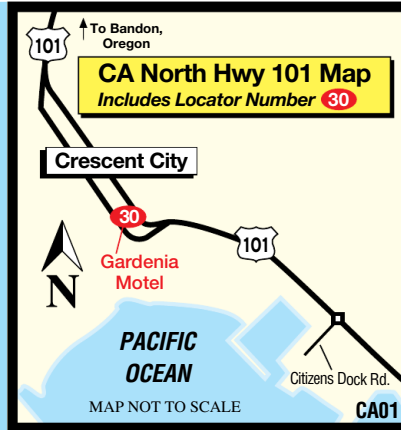 To Bandon,
Oregon
101
CA North Hwy 101 Map
Includes Locator Number 30
Crescent City
30
Gardenia
Motel
101
N
PACIFIC
OCEAN
Citizens Dock Rd.
MAP NOT TO SCALE
CA01